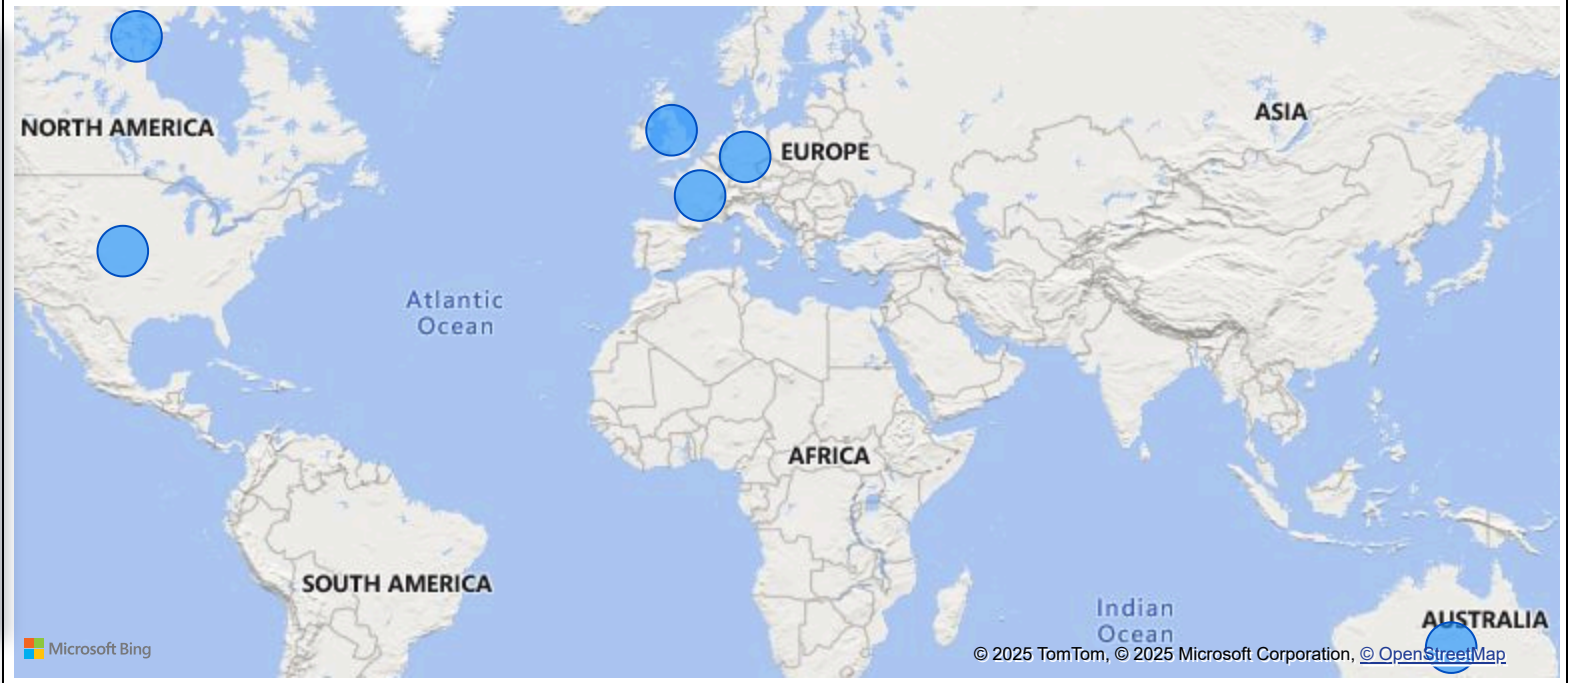 ASIA
NORTH AMERICA
EUROPE
Atlantic
Ocean
AFRICA
SOUTH AMERICA
Indian
Ocean
AUSTRALIA
Microsoft Bing
© 2025 TomTom, © 2025 Microsoft Corporation, © OpenStreetMap